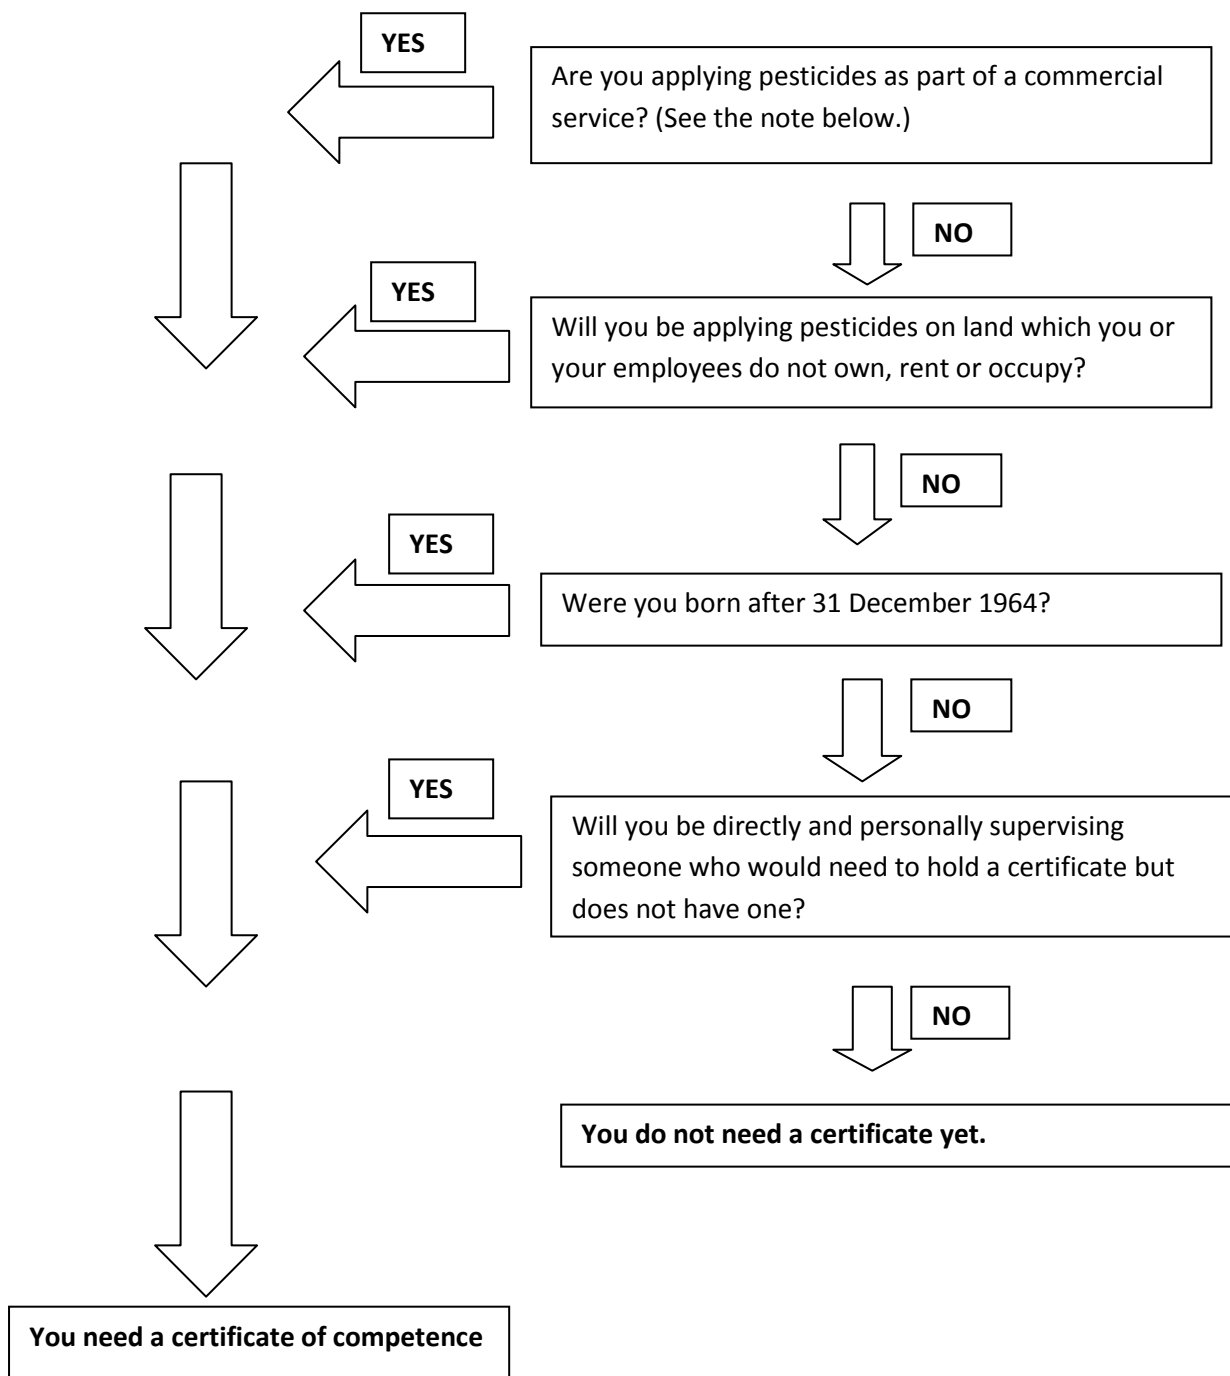 YES
Are you applying pesticides as part of a commercial
service? (See the note below.)
NO
YES
Will you be applying pesticides on land which you or
your employees do not own, rent or occupy?
NO
YES
Were you born after 31 December 1964?
NO
YES
Will you be directly and personally supervising
someone who would need to hold a certificate but
does not have one?
NO
You do not need a certificate yet.
You need a certificate of competence